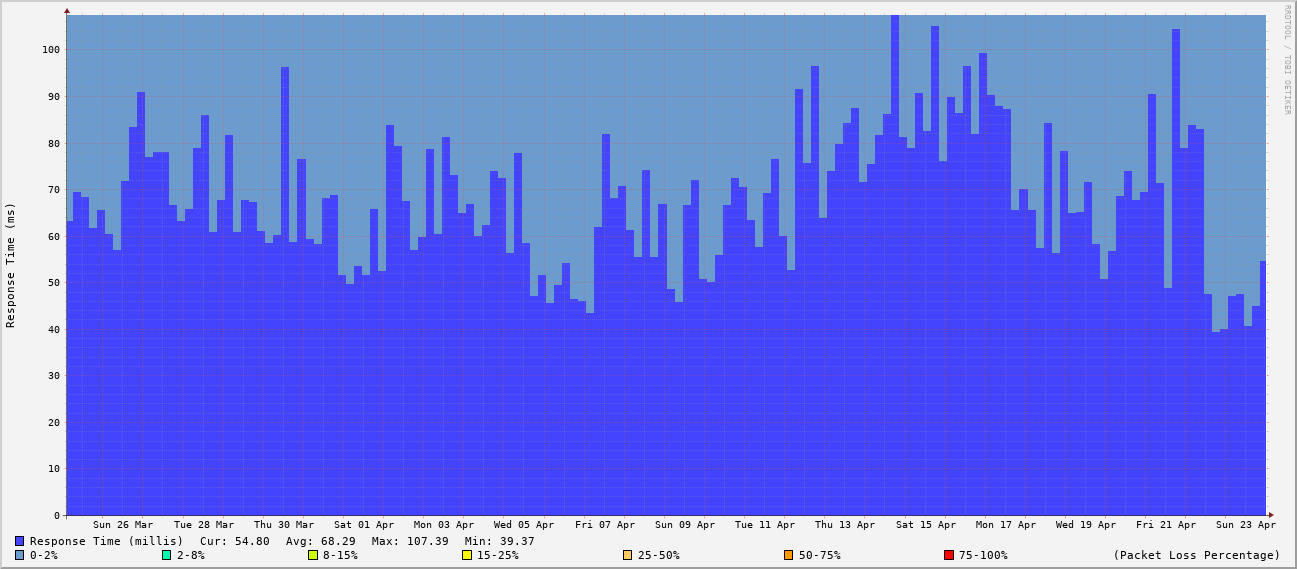 RRDTOOL / TOBI OETIKER
Response Time (ms)
100
90
80
70
60
50
40
30
20
10
0
Sun 26 Mar Tue 28 Mar Thu 30 Mar Sat 01 Apr Mon 03 Apr Wed 05 Apr Fri 07 Apr Sun 09 Apr Tue 11 Apr Thu 13 Apr Sat 15 Apr Mon 17 Apr Wed 19 Apr Fri 21 Apr Sun 23 Apr
Response Time (millis) Cur: 54.80 Avg: 68.29 Max: 107.39 Min: 39.37
0-2% 2-8% 8-15% 15-25% 25-50% 50-75% 75-100% (Packet Loss Percentage)